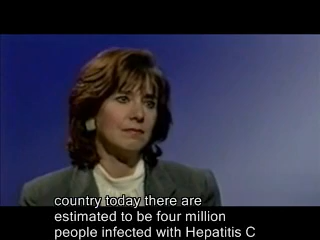 country today there are
estimated to be four million
people infected with Hepatitis C